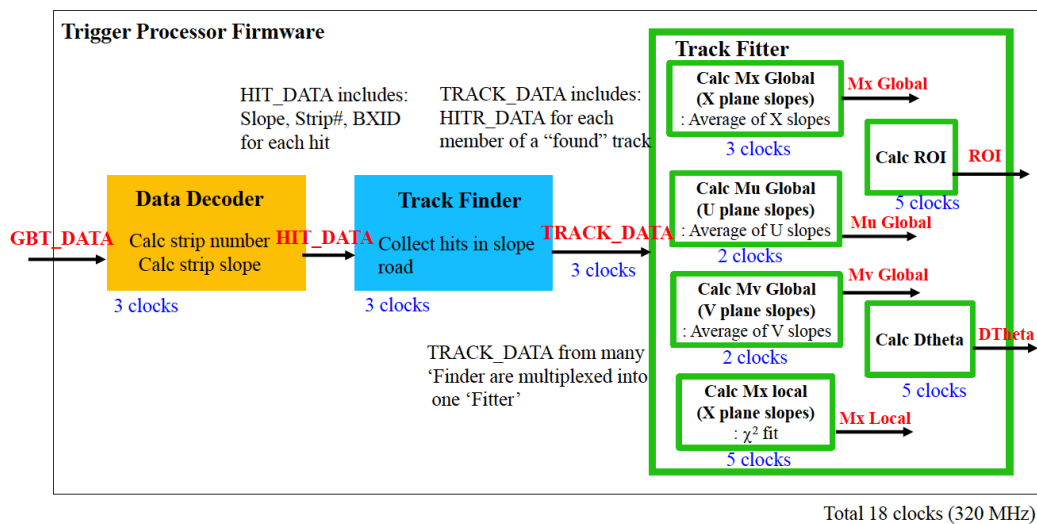 Trigger Processor Firmware
HIT_DATA includes:
Slope, Strip#, BXID
for each hit
TRACK_DATA includes:
HITR_DATA for each
member of a “found” track
GBT_DATA
Data Decoder
Calc strip number
Calc strip slope
3 clocks
HIT_DATA
Track Finder
Collect hits in slope
road
3 clocks
TRACK_DATA
3 clocks
TRACK_DATA from many
‘Finder are multiplexed into
one ‘Fitter’
Track Fitter
Calc Mx Global
(X plane slopes)
: Average of X slopes
3 clocks
Mx Global
Calc ROI
5 clocks
ROI
Calc Mu Global
(U plane slopes)
: Average of U slopes
2 clocks
Mu Global
Calc Mv Global
(V plane slopes)
: Average of V slopes
2 clocks
Mv Global
Calc Dtheta
5 clocks
DTheta
Calc Mx local
(X plane slopes)
: χ² fit
5 clocks
Mx Local
Total 18 clocks (320 MHz)